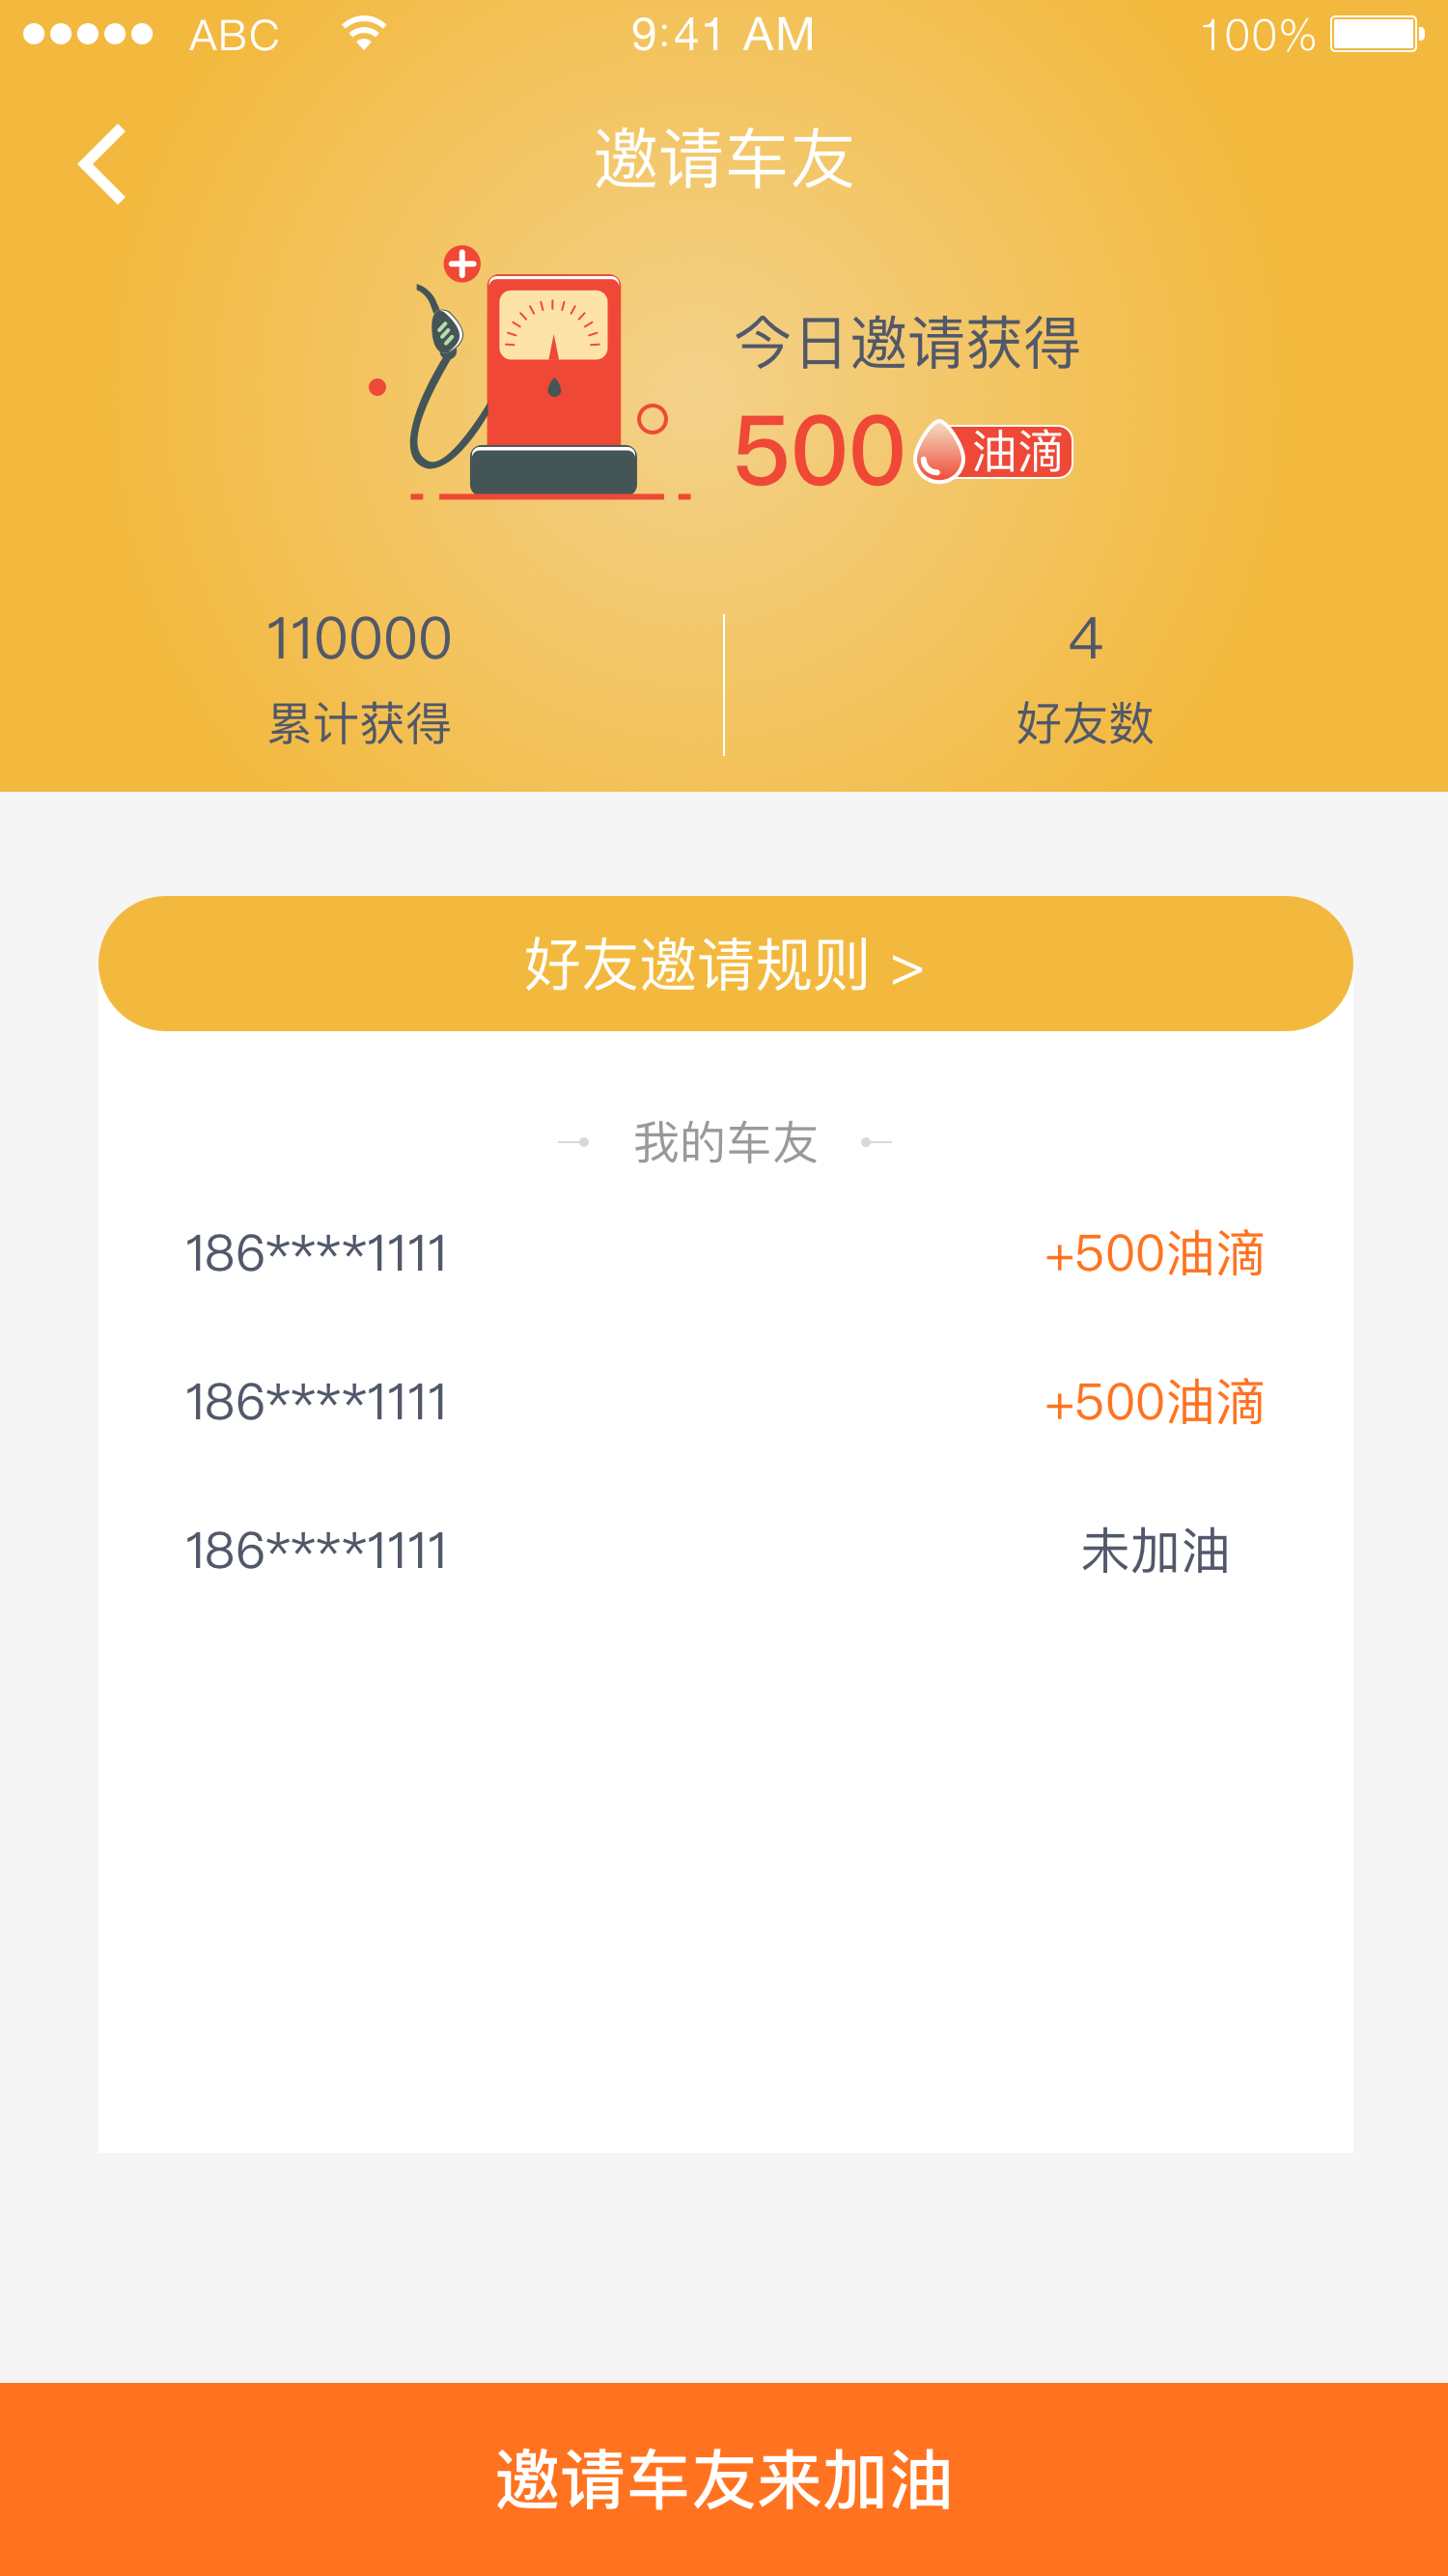 ABC 9:41 AM 100%
邀请车友
今日邀请获得
500 油滴
110000 4
累计获得 好友数
好友邀请规则 >
我的车友
186****1111 +500油滴
186****1111 +500油滴
186****1111 未加油
邀请车友来加油